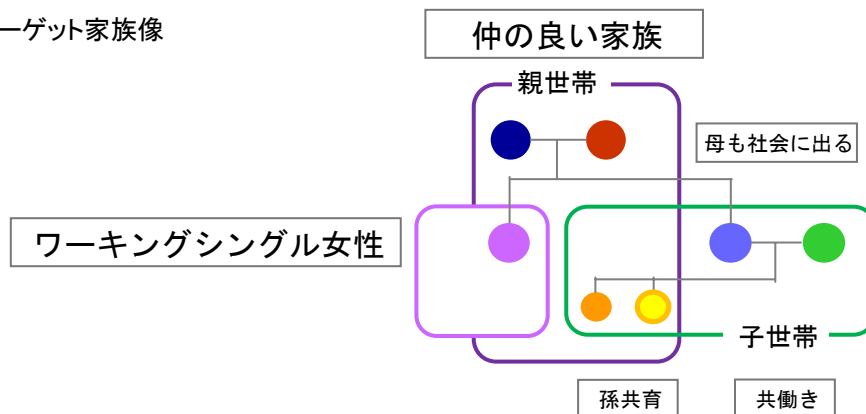 ーゲット家族像
仲の良い家族
親世帯
母も社会に出る
ワーキングシングル女性
子世帯
孫共育
共働き